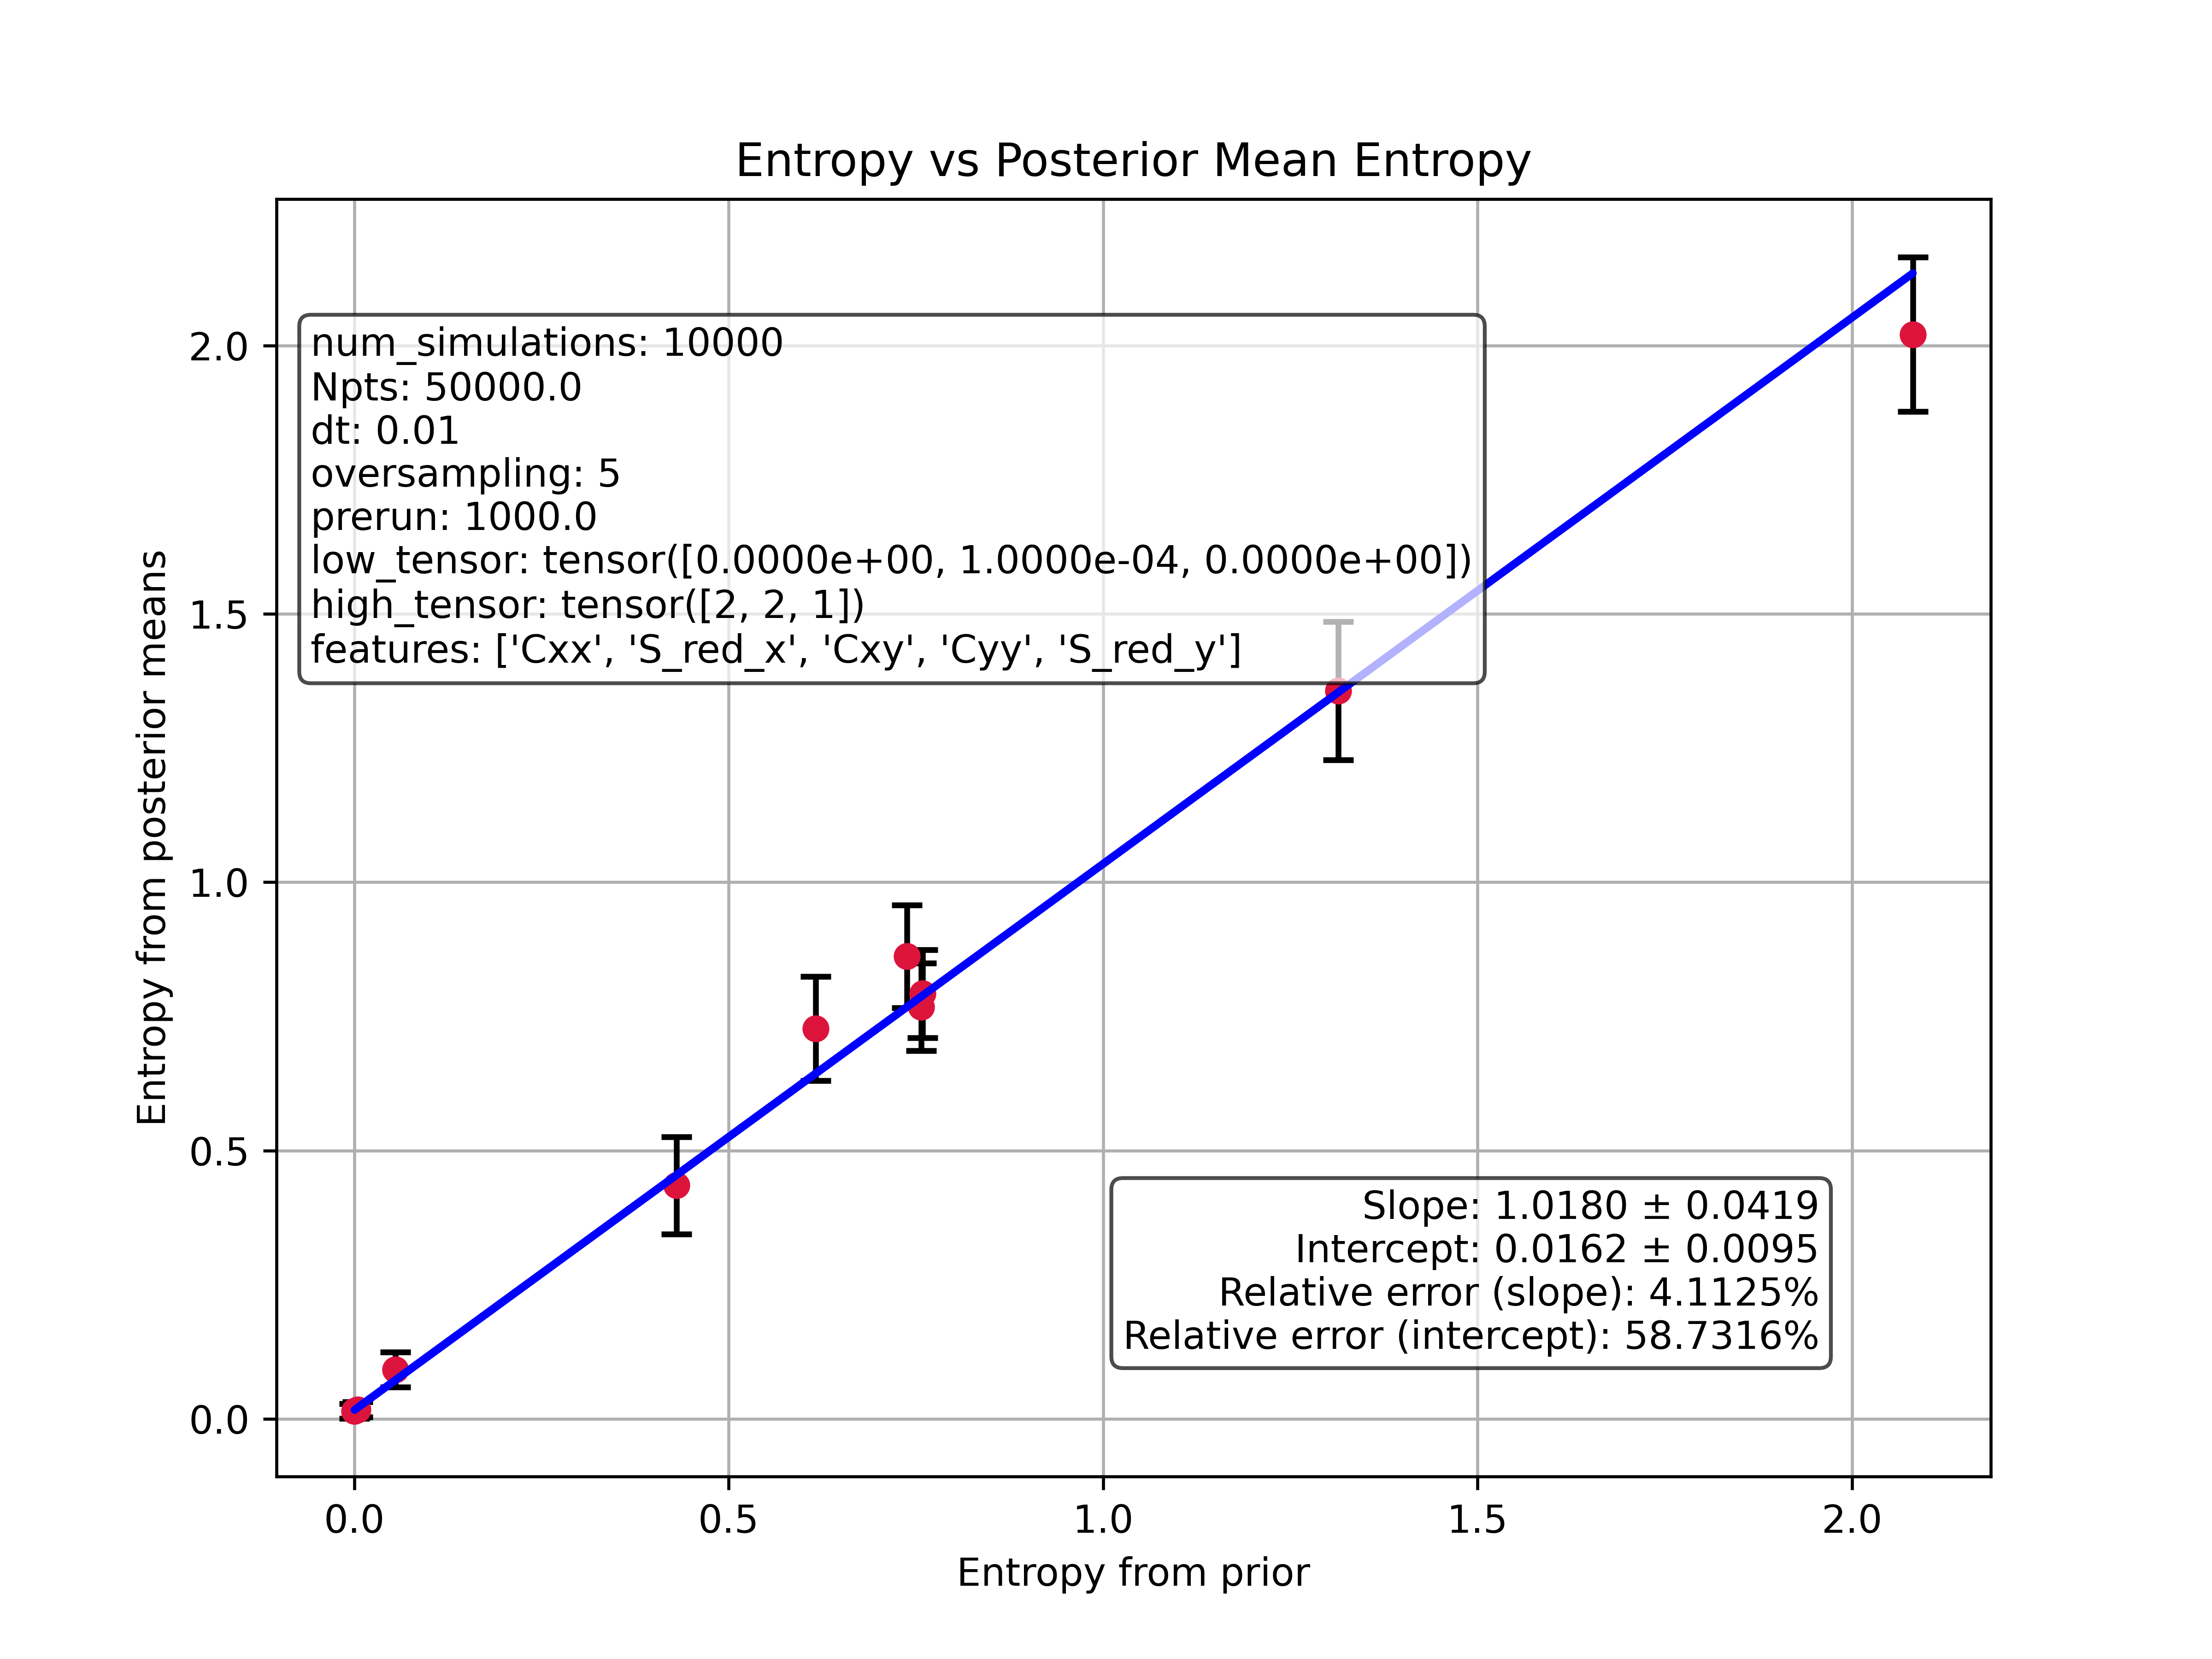 Entropy vs Posterior Mean Entropy
num_simulations: 10000
Npts: 50000.0
dt: 0.01
oversampling: 5
prerun: 1000.0
low_tensor: tensor([0.0000e+00, 1.0000e-04, 0.0000e+00])
high_tensor: tensor([2, 2, 1])
features: ['Cxx', 'S_red_x', 'Cxy', 'Cyy', 'S_red_y']
Slope: 1.0180 ± 0.0419
Intercept: 0.0162 ± 0.0095
Relative error (slope): 4.1125%
Relative error (intercept): 58.7316%
Entropy from posterior means
2.0
1.5
1.0
0.5
0.0
0.0 0.5 1.0 1.5 2.0
Entropy from prior